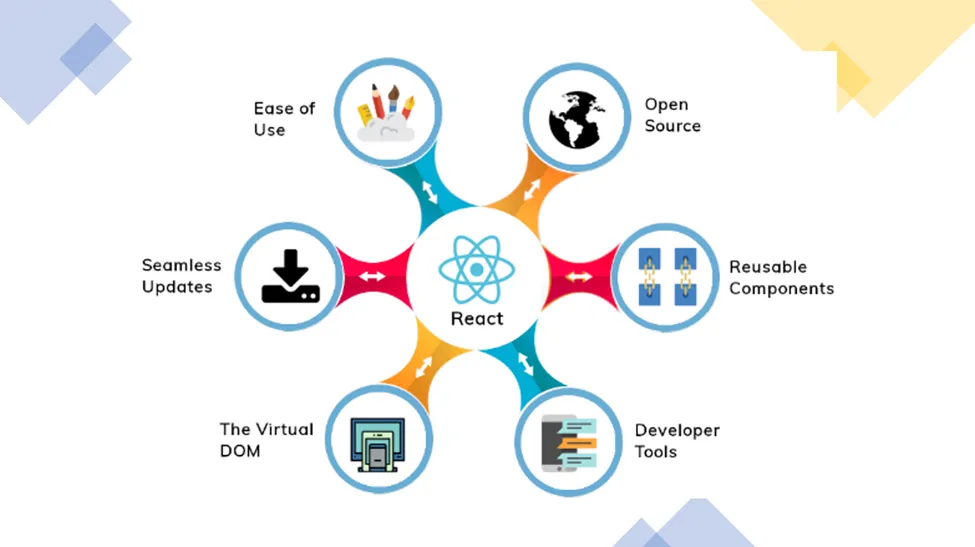 Ease of
Use
Open
Source
Seamless
Updates
React
Reusable
Components
The Virtual
DOM
Developer
Tools